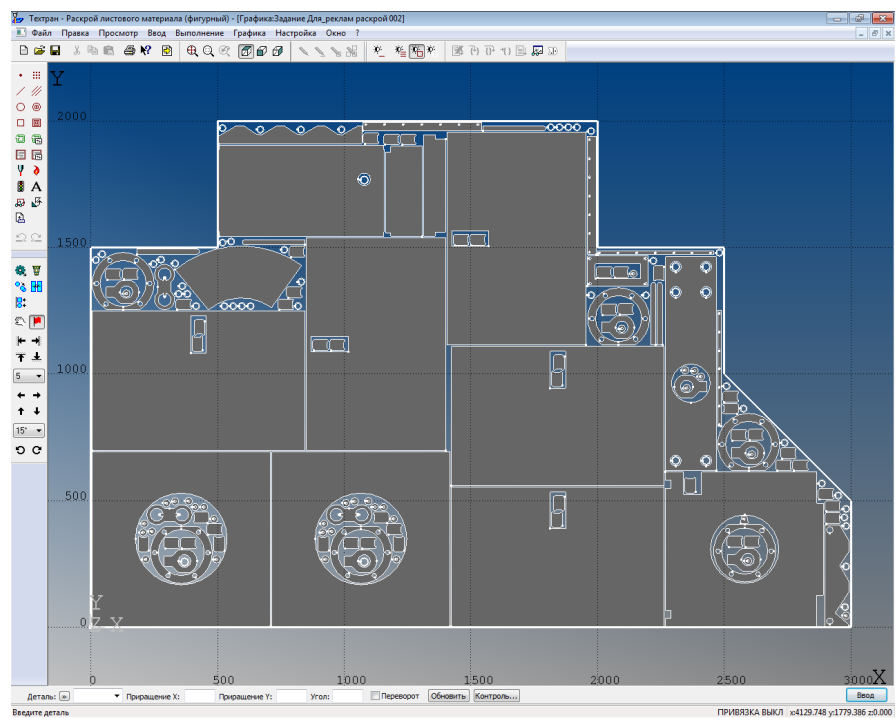 Техтран - Раскрой листового материала (фигурный) - [Графика:Задание Для_реклам раскрой 002]
Файл Правка Просмотр Ввод Выполнение Графика Настройка Окно ?
A
Y
2000
1500
1000
500
0
5
15°
Y
Z X
0 500 1000 1500 2000 2500 3000 X
Деталь: Приращение X: Приращение Y: Угол: Переворот Обновить Контроль... Ввод
Введите деталь ПРИВЯЗКА ВЫКЛ x:4129.748 y:1779.386 z:0.000